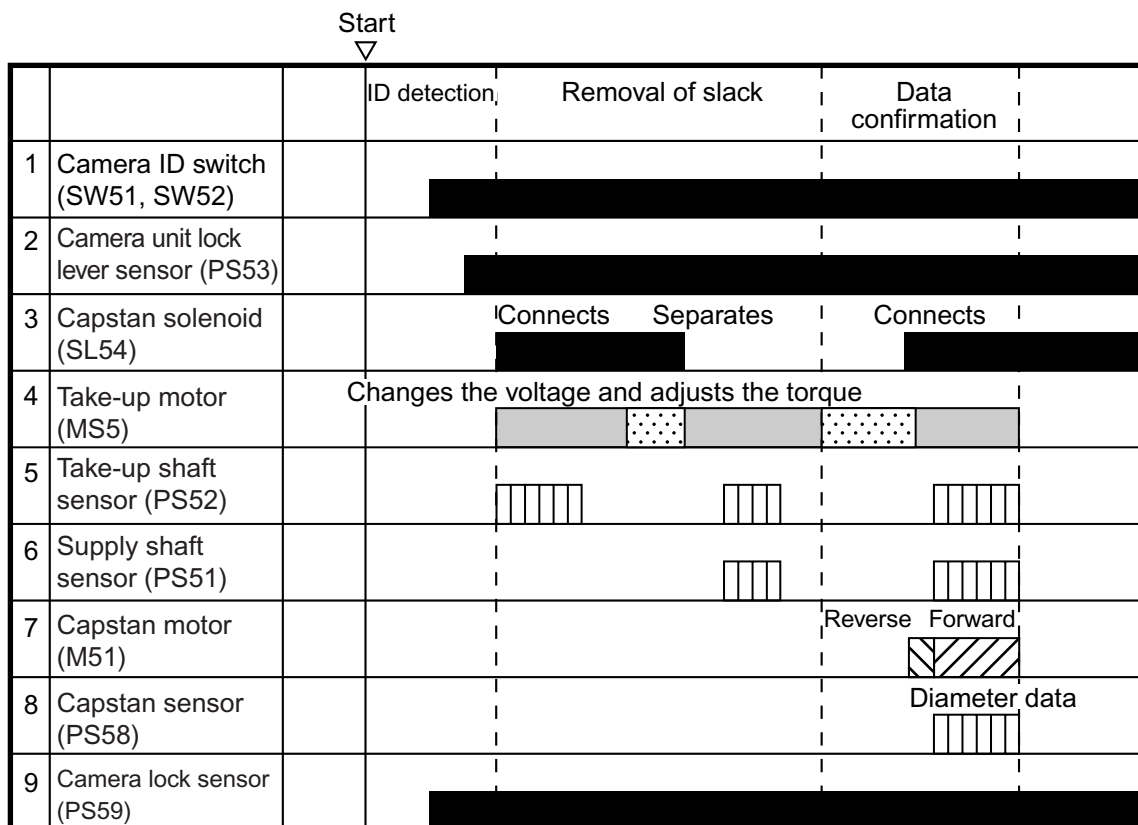 Start
ID detection
Removal of slack
Data
confirmation
1
Camera ID switch
(SW51, SW52)
2
Camera unit lock
lever sensor (PS53)
3
Capstan solenoid
(SL54)
Connects
Separates
Connects
4
Take-up motor
(MS5)
Changes the voltage and adjusts the torque
5
Take-up shaft
sensor (PS52)
6
Supply shaft
sensor (PS51)
7
Capstan motor
(M51)
Reverse
Forward
8
Capstan sensor
(PS58)
Diameter data
9
Camera lock sensor
(PS59)